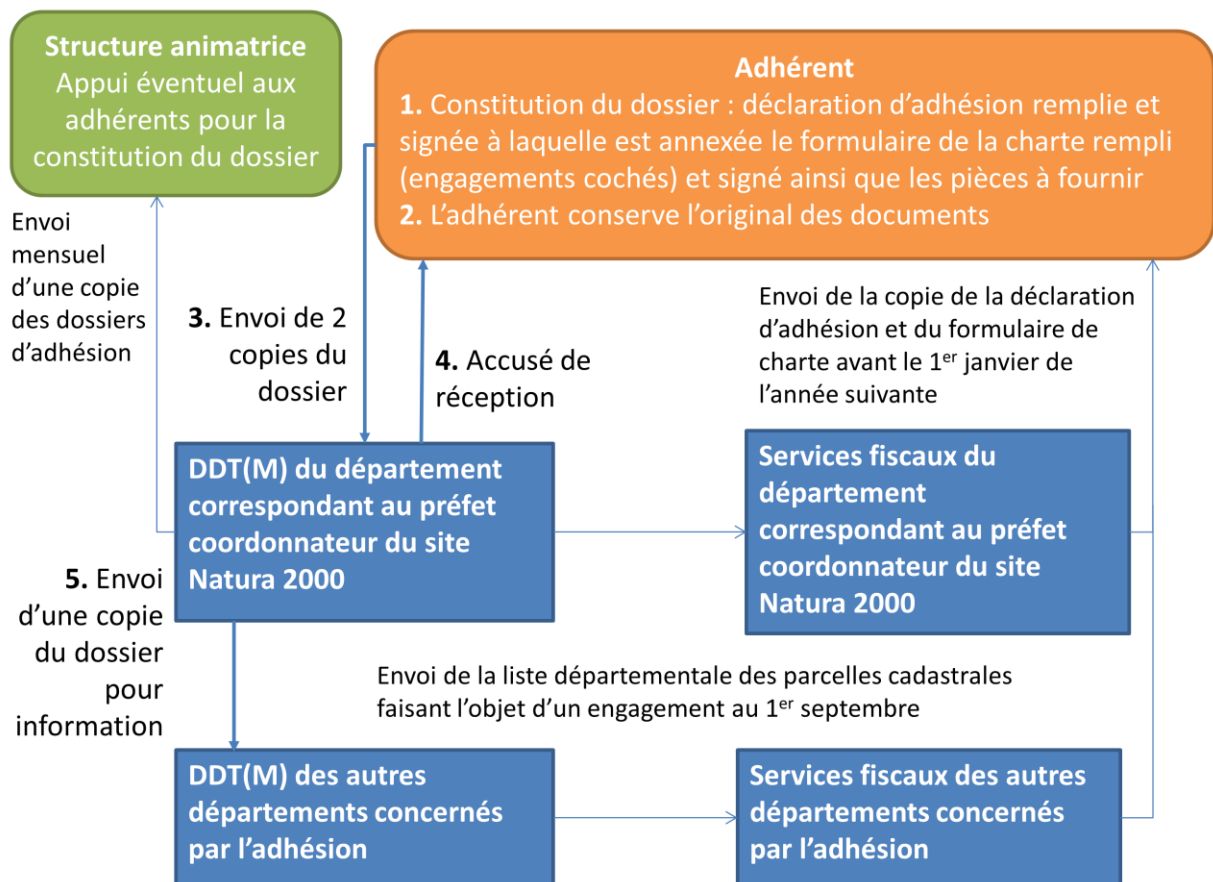 Structure animatrice
Appui éventuel aux
adhérents pour la
constitution du dossier
Adhérent
1. Constitution du dossier : déclaration d’adhésion remplie et
signée à laquelle est annexée le formulaire de la charte rempli
(engagements cochés) et signé ainsi que les pièces à fournir
2. L’adhérent conserve l’original des documents
Envoi
mensuel
d’une copie
des dossiers
d’adhésion
3. Envoi de 2
copies du
dossier
4. Accusé de
réception
Envoi de la copie de la déclaration
d’adhésion et du formulaire de
charte avant le 1er janvier de
l’année suivante
DDT(M) du département
correspondant au préfet
coordonnateur du site
Natura 2000
Services fiscaux du
département
correspondant au préfet
coordonnateur du site
Natura 2000
5. Envoi
d’une copie
du dossier
pour
information
Envoi de la liste départementale des parcelles cadastrales
faisant l’objet d’un engagement au 1er septembre
DDT(M) des autres
départements concernés
par l’adhésion
Services fiscaux des autres
départements concernés
par l’adhésion